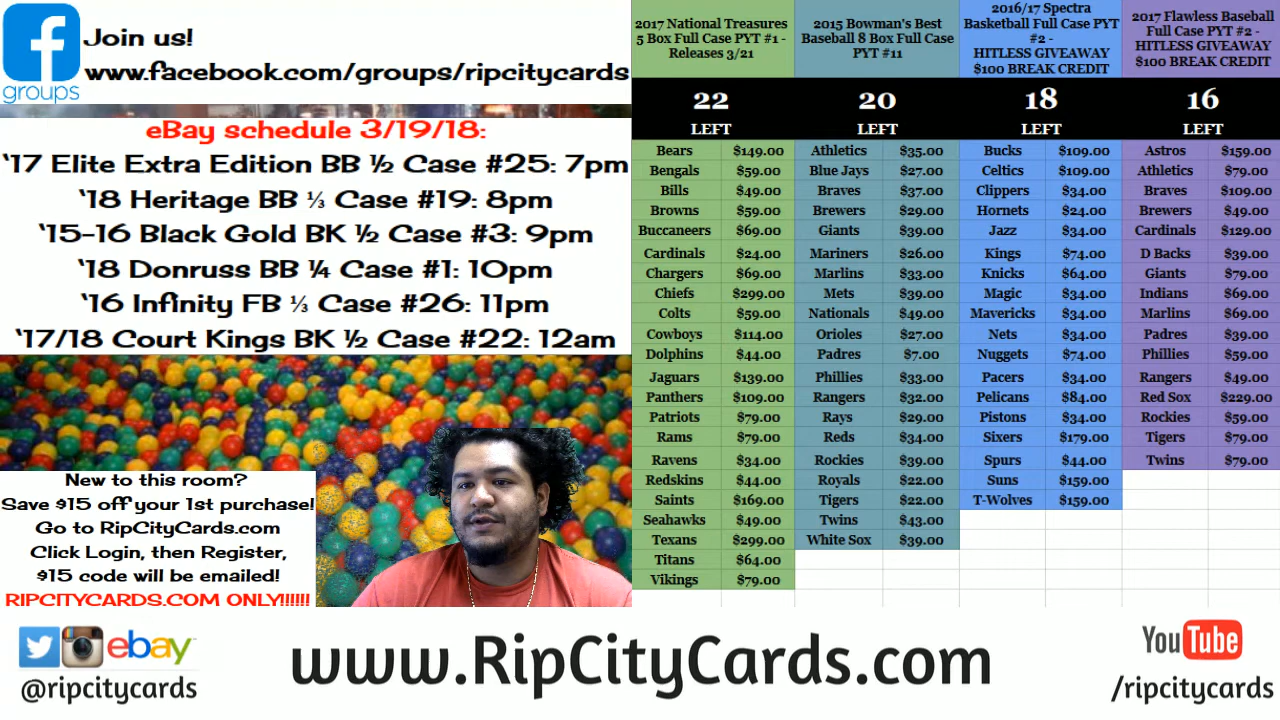 f
groups
Join us!
www.facebook.com/groups/ripcitycards
eBay schedule 3/19/18:
'17 Elite Extra Edition BB ½ Case #25: 7pm
'18 Heritage BB ⅓ Case #19: 8pm
'15-16 Black Gold BK ½ Case #3: 9pm
'18 Donruss BB ¼ Case #1: 10pm
'16 Infinity FB ⅓ Case #26: 11pm
'17/18 Court Kings BK ½ Case #22: 12am
New to this room?
Save $15 off your 1st purchase!
Go to RipCityCards.com
Click Login, then Register,
$15 code will be emailed!
RIPCITYCARDS.COM ONLY!!!!!!
2017 National Treasures
5 Box Full Case PYT #1 -
Releases 3/21
22
LEFT
Bears $149.00
Bengals $59.00
Bills $49.00
Browns $59.00
Buccaneers $69.00
Cardinals $24.00
Chargers $69.00
Chiefs $299.00
Colts $59.00
Cowboys $114.00
Dolphins $44.00
Jaguars $139.00
Panthers $109.00
Patriots $79.00
Rams $79.00
Ravens $34.00
Redskins $44.00
Saints $169.00
Seahawks $49.00
Texans $299.00
Titans $64.00
Vikings $79.00
2015 Bowman's Best
Baseball 8 Box Full Case
PYT #11
20
LEFT
Athletics $35.00
Blue Jays $27.00
Braves $37.00
Brewers $29.00
Giants $39.00
Mariners $26.00
Marlins $33.00
Mets $39.00
Nationals $49.00
Orioles $27.00
Padres $7.00
Phillies $33.00
Rangers $32.00
Rays $29.00
Reds $34.00
Rockies $39.00
Royals $22.00
Tigers $22.00
Twins $43.00
White Sox $39.00
2016/17 Spectra
Basketball Full Case PYT
#2 -
HITLESS GIVEAWAY
$100 BREAK CREDIT
18
LEFT
Bucks $109.00
Celtics $109.00
Clippers $34.00
Hornets $24.00
Jazz $34.00
Kings $74.00
Knicks $64.00
Magic $34.00
Mavericks $34.00
Nets $34.00
Nuggets $74.00
Pacers $34.00
Pelicans $84.00
Pistons $34.00
Sixers $179.00
Spurs $44.00
Suns $159.00
T-Wolves $159.00
2017 Flawless Baseball
Full Case PYT #2 -
HITLESS GIVEAWAY
$100 BREAK CREDIT
16
LEFT
Astros $159.00
Athletics $79.00
Braves $109.00
Brewers $49.00
Cardinals $129.00
D Backs $39.00
Giants $79.00
Indians $69.00
Marlins $69.00
Padres $39.00
Phillies $59.00
Rangers $49.00
Red Sox $229.00
Rockies $59.00
Tigers $79.00
Twins $79.00
ebay
@ripcitycards
www.RipCityCards.com
YouTube
/ripcitycards